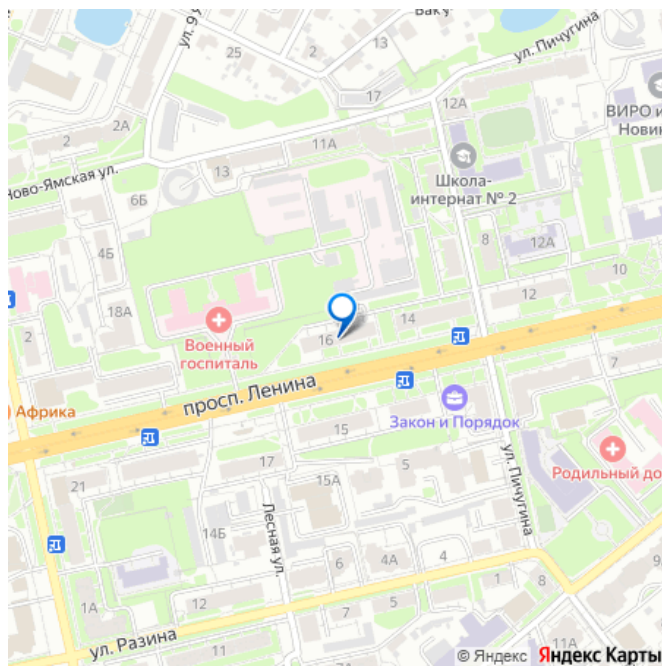 Баку
ул. Пичугина
25
2
13
17
12А
ВИРО и
Новик
2
2А
11А
Ново-Ямская ул.
13
6Б
Школа-
интернат № 2
8
12А
4Б
10
18А
12
2
14
16
Военный
госпиталь
7
просп. Ленина
Африка
Закон и Порядок
15
21
17
5
Родильный до
15А
ул. Пичугина
14Б
Лесная ул.
6
4А
4
1
8
1А
12
7
5
ул. Разина
11
11А
© Яндекс Яндекс Карты